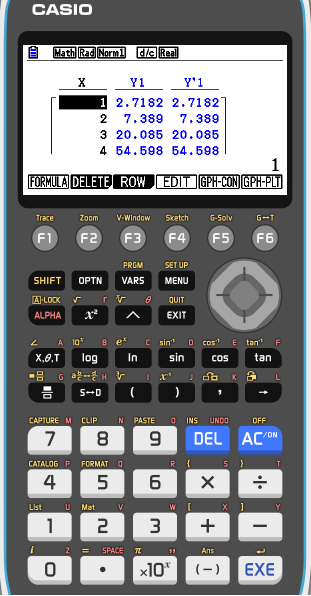 CASIO
Math Rad Norm1 d/c Real
X Y1 Y'1
1 2.7182 2.7182
2 7.389 7.389
3 20.085 20.085
4 54.598 54.598
1
FORMULA DELETE ROW EDIT GPH-CON GPH-PLT
Trace Zoom V-Window Sketch G-Solv G↔T
F1 F2 F3 F4 F5 F6
PRGM SET UP
SHIFT OPTN VARS MENU
A-LOCK √ r ∛ θ QUIT
ALPHA x² ^ EXIT
∠ A 10ˣ B eˣ C sin⁻¹ D cos⁻¹ E tan⁻¹ F
X,θ,T log ln sin cos tan
G H ∛ I x⁻¹ J K L
S↔D ( ) , →
CAPTURE M CLIP N PASTE O INS UNDO OFF
7 8 9 DEL AC/ON
CATALOG P FORMAT Q R { S } T
4 5 6 × ÷
List U Mat V W [ X ] Y
1 2 3 + −
i Z = SPACE π " Ans ↵
0 • ×10ˣ (−) EXE